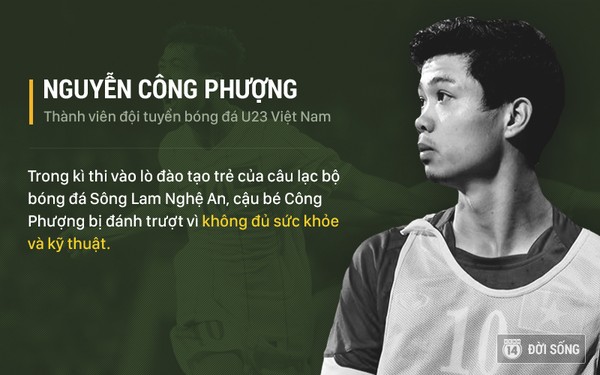 NGUYỄN CÔNG PHƯỢNG
Thành viên đội tuyển bóng đá U23 Việt Nam
Trong kì thi vào lò đào tạo trẻ của câu lạc bộ
bóng đá Sông Lam Nghệ An, cậu bé Công
Phượng bị đánh trượt vì không đủ sức khỏe
và kỹ thuật.
10
14 ĐỜI SỐNG